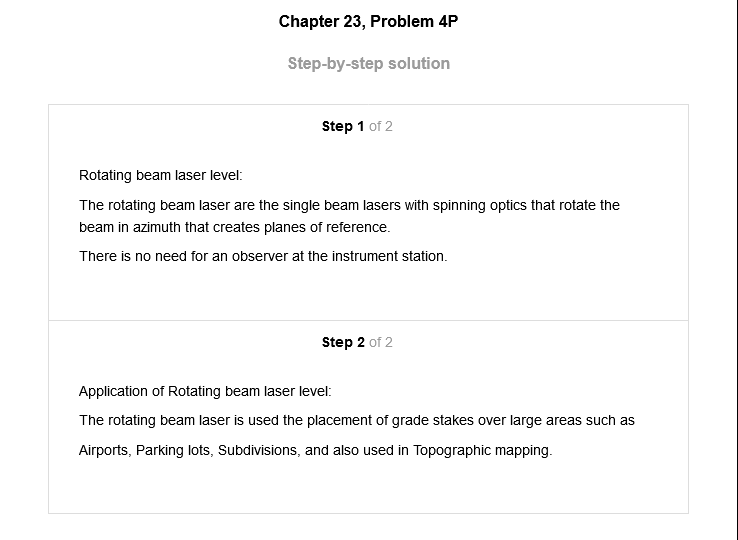 Chapter 23, Problem 4P
Step-by-step solution
Step 1 of 2
Rotating beam laser level:
The rotating beam laser are the single beam lasers with spinning optics that rotate the
beam in azimuth that creates planes of reference.
There is no need for an observer at the instrument station.
Step 2 of 2
Application of Rotating beam laser level:
The rotating beam laser is used the placement of grade stakes over large areas such as
Airports, Parking lots, Subdivisions, and also used in Topographic mapping.